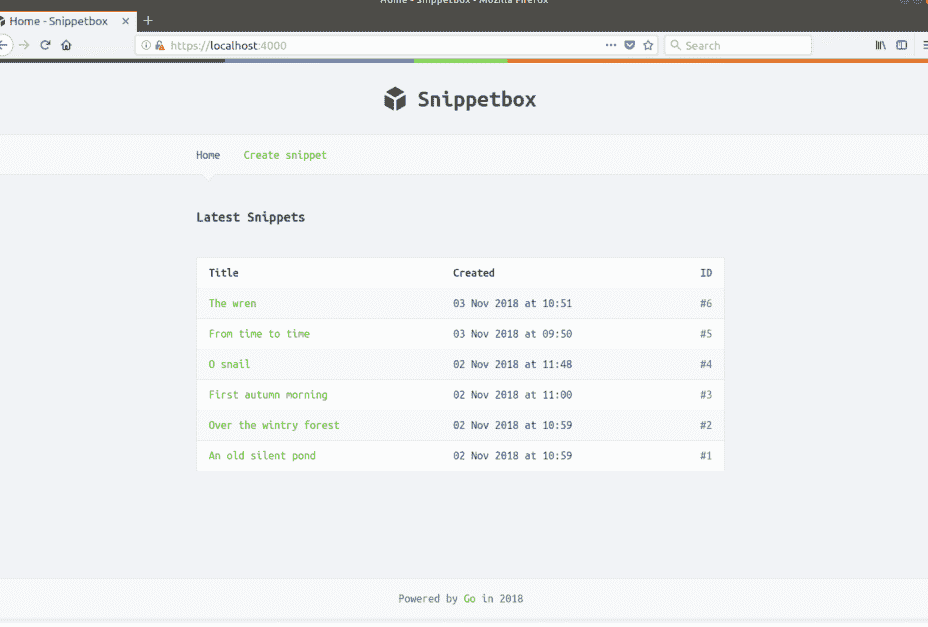 Home - Snippetbox - Mozilla Firefox
Home - Snippetbox
https://localhost:4000
Search
Snippetbox
Home Create snippet
Latest Snippets
Title Created ID
The wren 03 Nov 2018 at 10:51 #6
From time to time 03 Nov 2018 at 09:50 #5
O snail 02 Nov 2018 at 11:48 #4
First autumn morning 02 Nov 2018 at 11:00 #3
Over the wintry forest 02 Nov 2018 at 10:59 #2
An old silent pond 02 Nov 2018 at 10:59 #1
Powered by Go in 2018